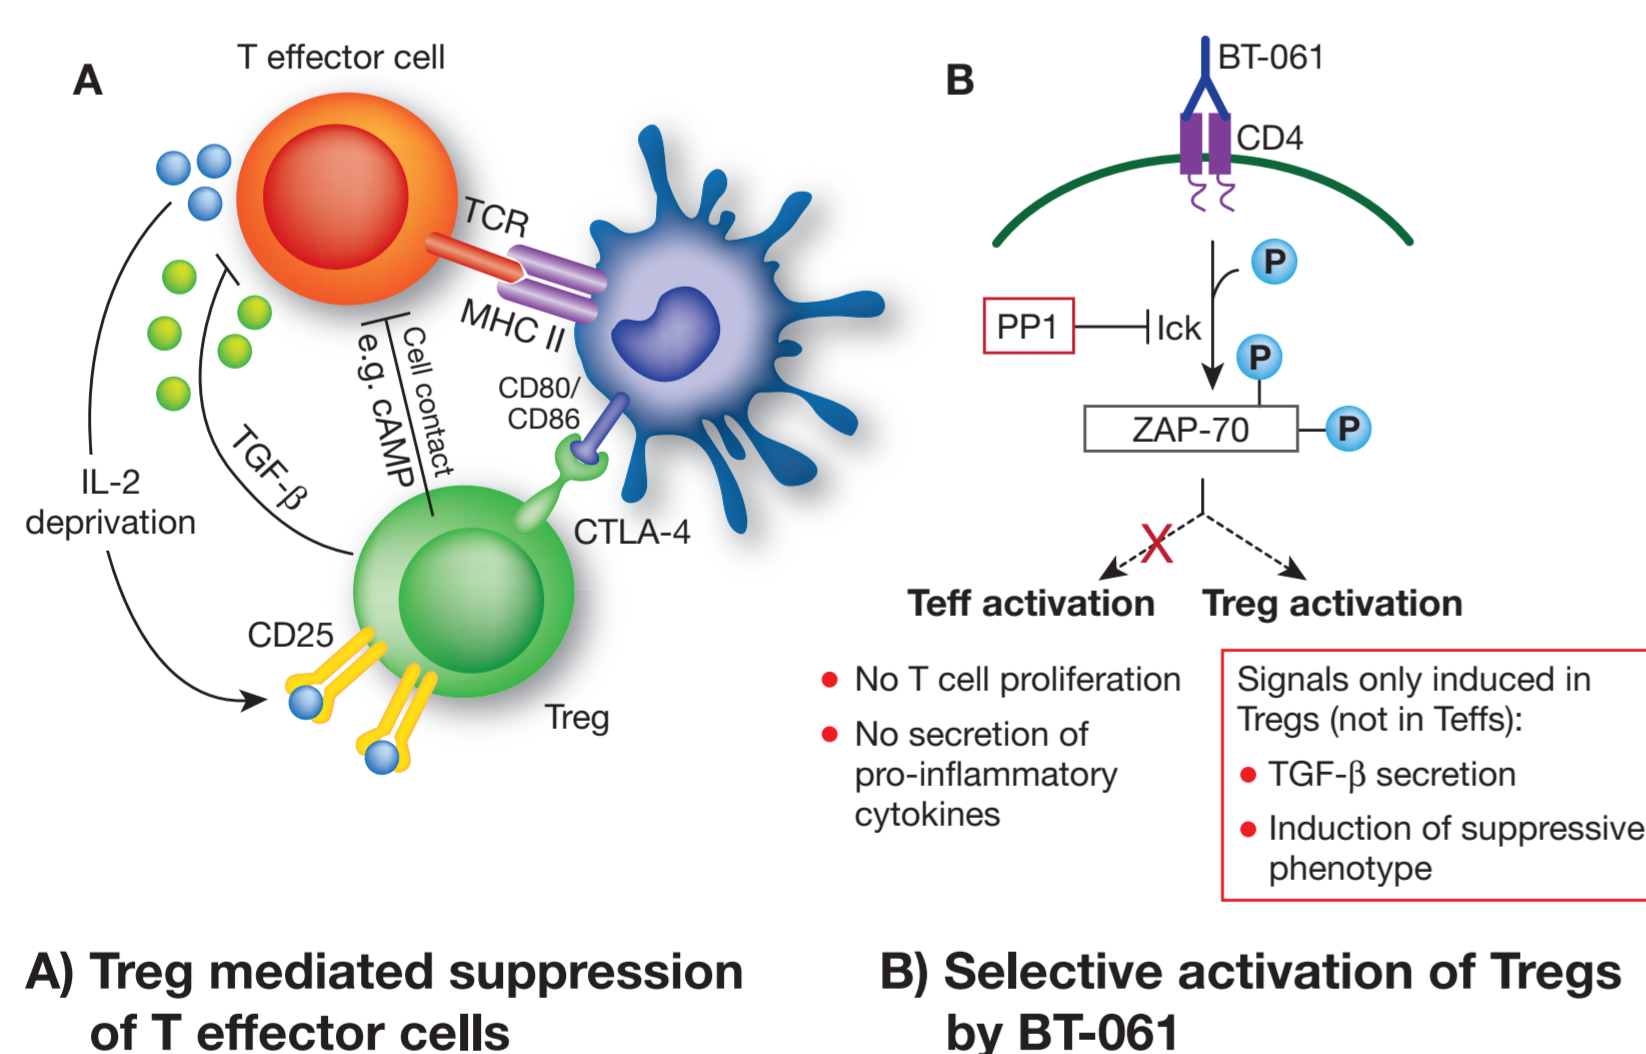 A
T effector cell
TCR
MHC II
CD80/
CD86
Cell contact
e.g. cAMP
TGF-β
IL-2
deprivation
CTLA-4
CD25
Treg
B
BT-061
CD4
P
PP1
lck
P
ZAP-70
P
X
Teff activation
Treg activation
No T cell proliferation
No secretion of
pro-inflammatory
cytokines
Signals only induced in
Tregs (not in Teffs):
TGF-β secretion
Induction of suppressive
phenotype
A) Treg mediated suppression
of T effector cells
B) Selective activation of Tregs
by BT-061